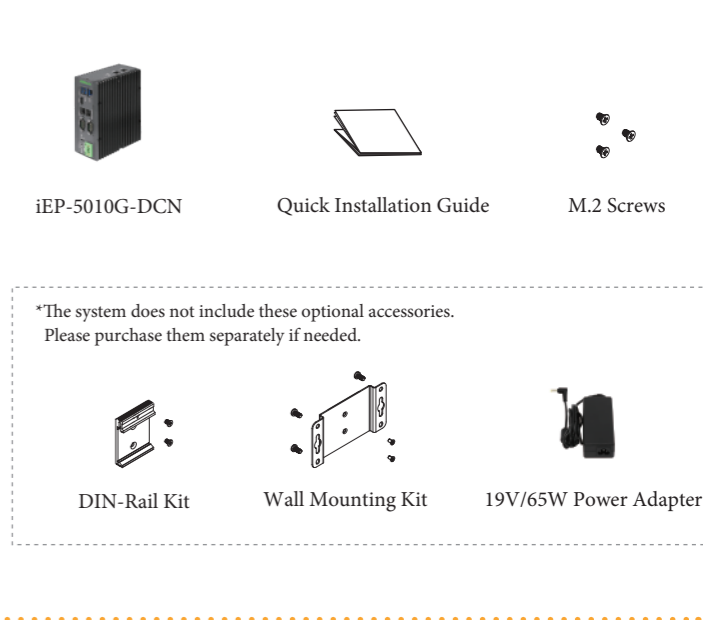 iEP-5010G-DCN
Quick Installation Guide
M.2 Screws
*The system does not include these optional accessories.
Please purchase them separately if needed.
DIN-Rail Kit
Wall Mounting Kit
19V/65W Power Adapter